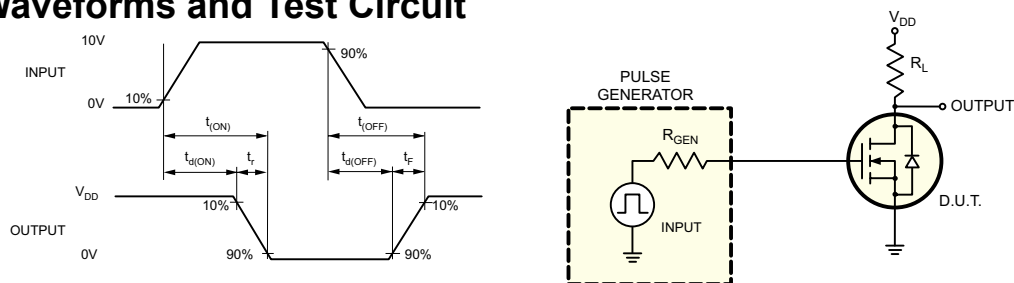 Waveforms and Test Circuit
10V
INPUT
0V
10%
90%
t(ON)
t(OFF)
td(ON)
tr
td(OFF)
tF
VDD
OUTPUT
0V
10%
90%
10%
90%
PULSE
GENERATOR
RGEN
INPUT
VDD
RL
OUTPUT
D.U.T.